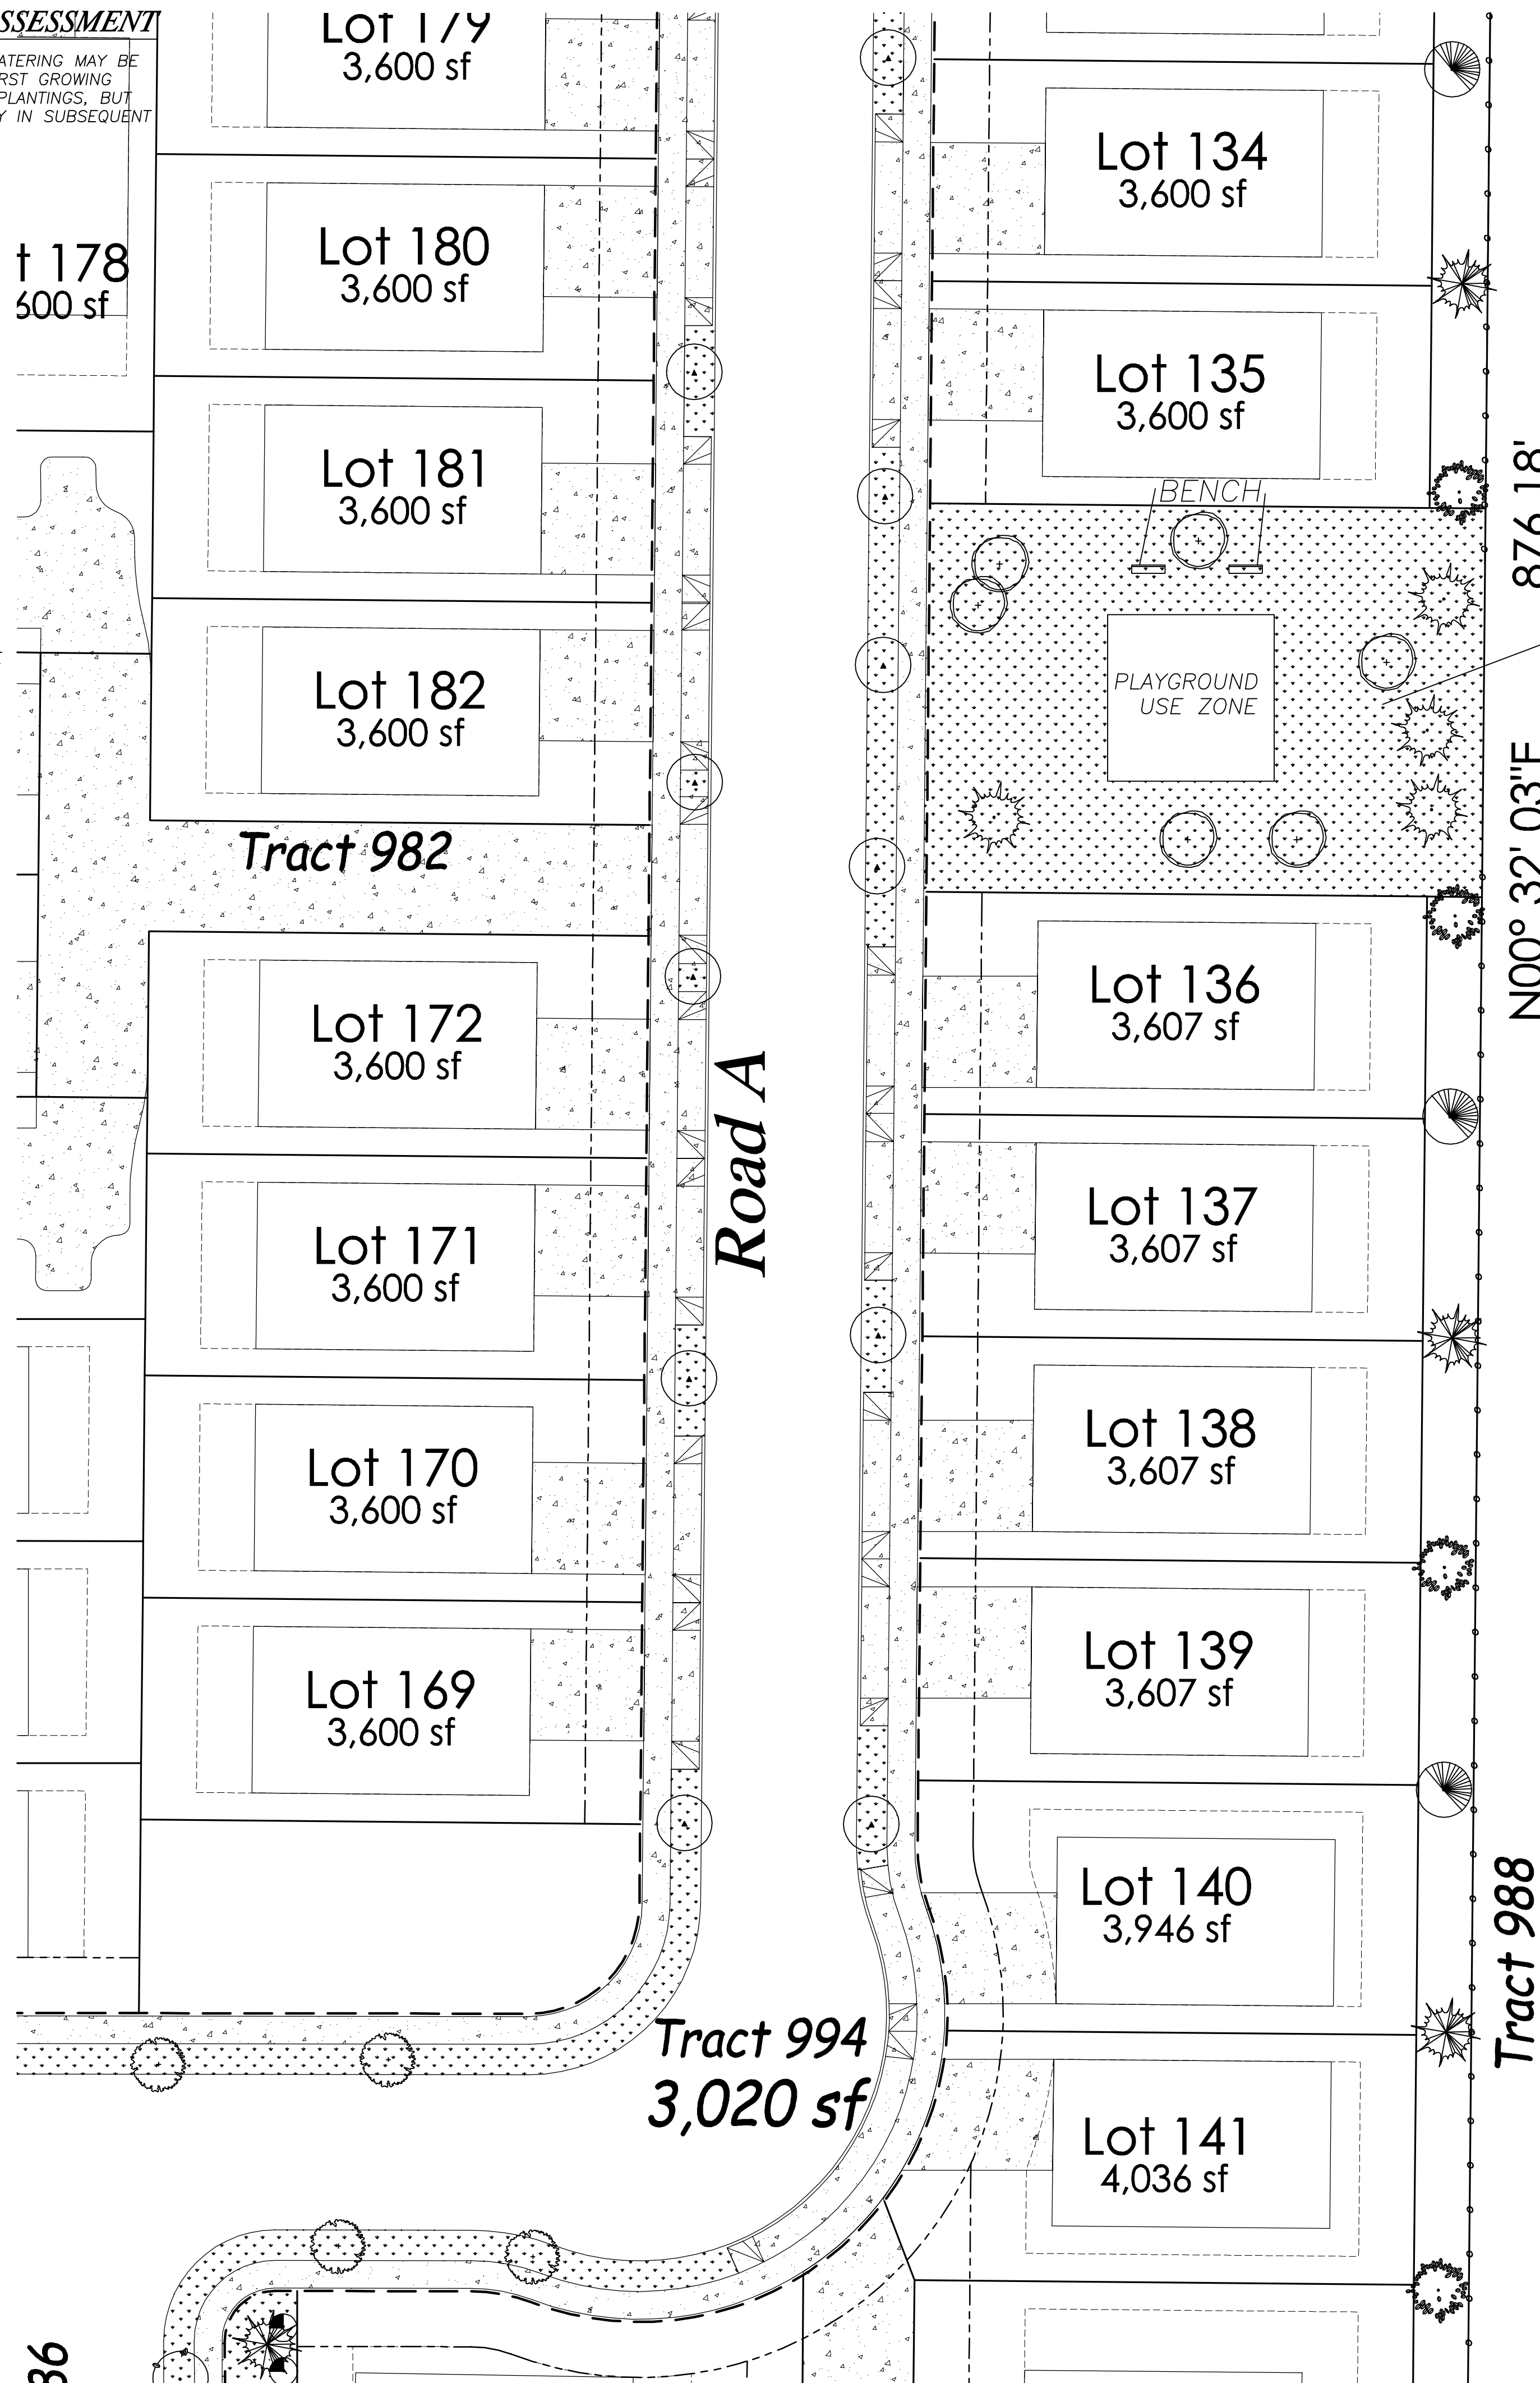 SSESSMENT
ATERING MAY BE
RST GROWING
PLANTINGS, BUT
Y IN SUBSEQUENT
Lot 179
3,600 sf
Lot 134
3,600 sf
t 178
600 sf
Lot 180
3,600 sf
Lot 135
3,600 sf
Lot 181
3,600 sf
BENCH
876.18'
Lot 182
3,600 sf
PLAYGROUND
USE ZONE
N00° 32' 03"E
Tract 982
Lot 172
3,600 sf
Lot 136
3,607 sf
Road A
Lot 171
3,600 sf
Lot 137
3,607 sf
Lot 170
3,600 sf
Lot 138
3,607 sf
Lot 169
3,600 sf
Lot 139
3,607 sf
Lot 140
3,946 sf
Tract 988
Tract 994
3,020 sf
Lot 141
4,036 sf